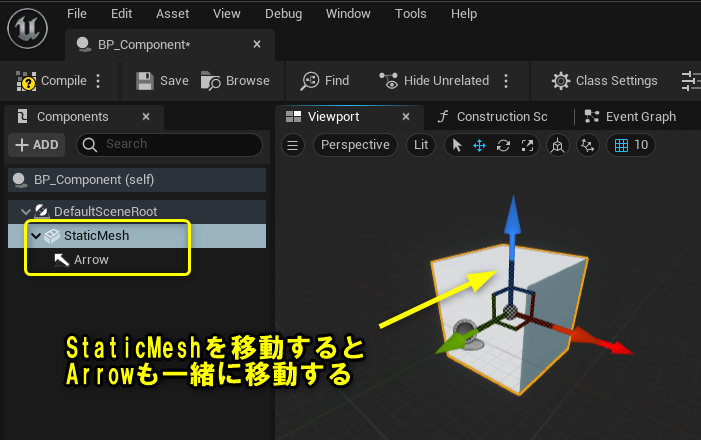 File Edit Asset View Debug Window Tools Help
BP_Component*
Compile Save Browse Find Hide Unrelated Class Settings
Components Viewport Construction Sc Event Graph
ADD Search Perspective Lit 10
BP_Component (self)
DefaultSceneRoot
StaticMesh
Arrow
StaticMeshを移動すると
Arrowも一緒に移動する